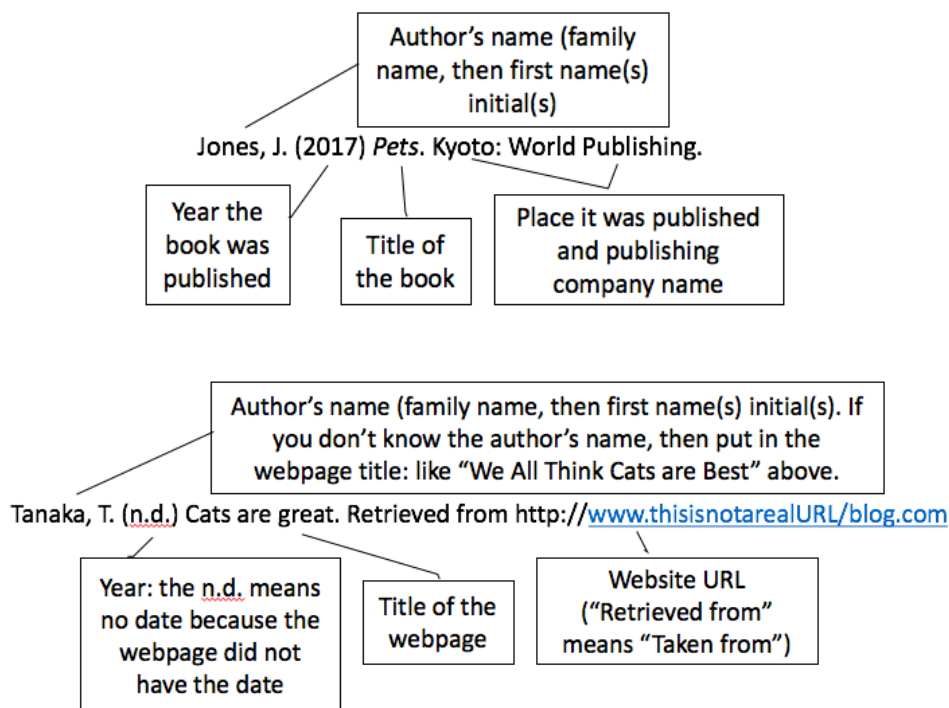 Author’s name (family
name, then first name(s)
initial(s)
Jones, J. (2017) Pets. Kyoto: World Publishing.
Year the
book was
published
Title of
the book
Place it was published
and publishing
company name
Author’s name (family name, then first name(s) initial(s). If
you don’t know the author’s name, then put in the
webpage title: like “We All Think Cats are Best” above.
Tanaka, T. (n.d.) Cats are great. Retrieved from http://www.thisisnotarealURL/blog.com
Year: the n.d. means
no date because the
webpage did not
have the date
Title of the
webpage
Website URL
(“Retrieved from”
means “Taken from”)